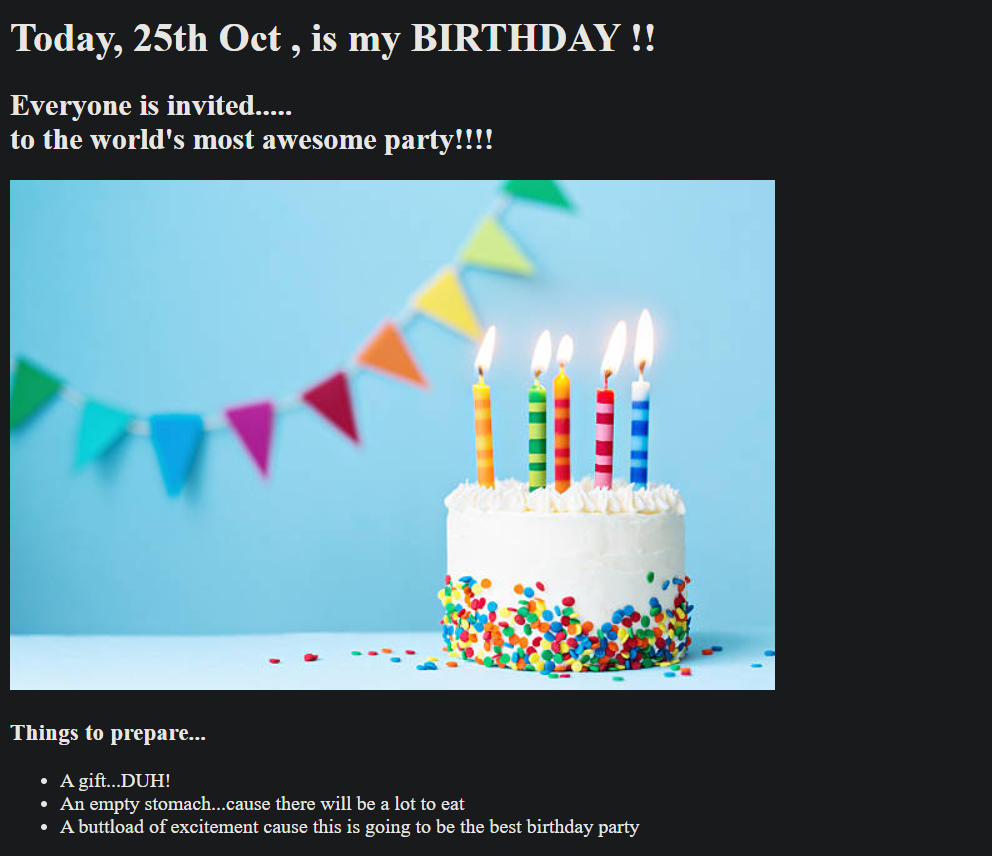 Today, 25th Oct , is my BIRTHDAY !!
Everyone is invited.....
to the world's most awesome party!!!!
Things to prepare...
A gift...DUH!
An empty stomach...cause there will be a lot to eat
A buttload of excitement cause this is going to be the best birthday party